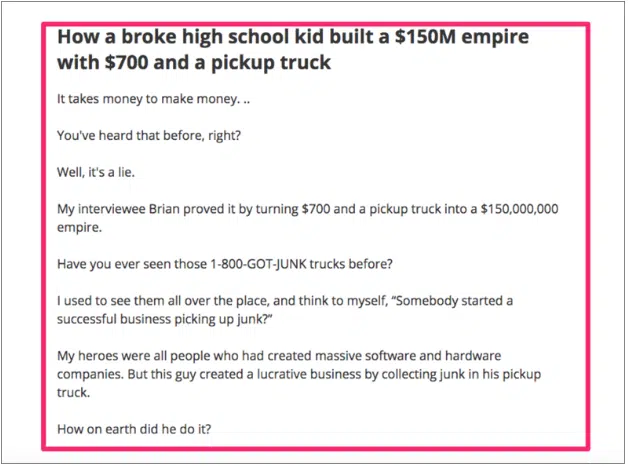 How a broke high school kid built a $150M empire
with $700 and a pickup truck
It takes money to make money. ..
You've heard that before, right?
Well, it's a lie.
My interviewee Brian proved it by turning $700 and a pickup truck into a $150,000,000
empire.
Have you ever seen those 1-800-GOT-JUNK trucks before?
I used to see them all over the place, and think to myself, “Somebody started a
successful business picking up junk?”
My heroes were all people who had created massive software and hardware
companies. But this guy created a lucrative business by collecting junk in his pickup
truck.
How on earth did he do it?